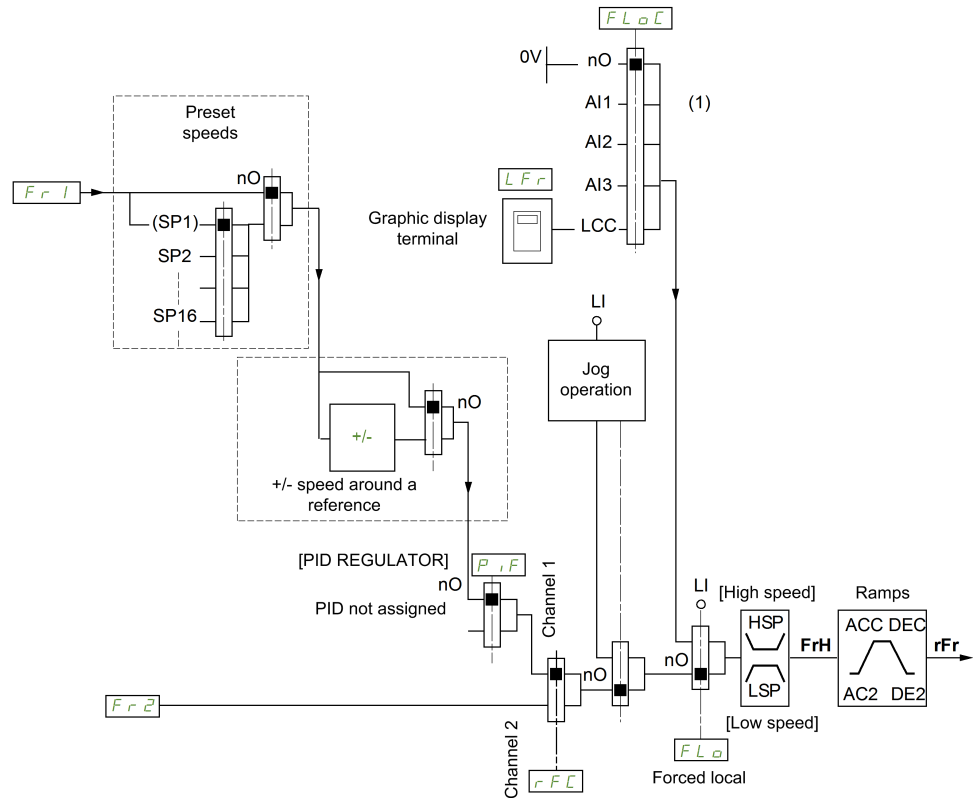 FLoC
0V
nO
AI1
(1)
AI2
AI3
LCC
LFr
Graphic display
terminal
Preset
speeds
Fr1
nO
(SP1)
SP2
SP16
LI
Jog
operation
nO
+/-
+/- speed around a
reference
[PID REGULATOR]
PiF
nO
PID not assigned
Channel 1
nO
LI
nO
[High speed]
HSP
LSP
[Low speed]
FrH
Ramps
ACC DEC
AC2 DE2
rFr
Fr2
Channel 2
rFC
FLo
Forced local